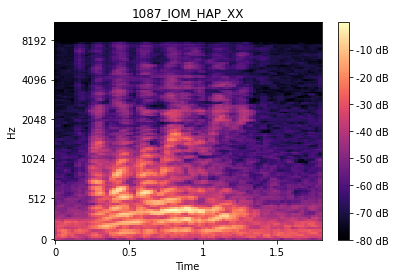 1087_IOM_HAP_XX
8192
4096
2048
1024
512
0
Hz
0
0.5
1
1.5
Time
-10 dB
-20 dB
-30 dB
-40 dB
-50 dB
-60 dB
-70 dB
-80 dB